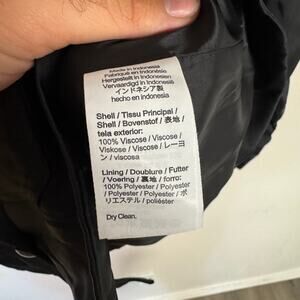 Made in Indonesia
Fabriqué en Indonésie
Hergestellt in Indonesien
Vervaardigd in Indonesië
インドネシア製
hecho en indonésia
Shell / Tissu Principal /
Shell / Bovenstof / 表地 /
tela exterior:
100% Viscose / Viscose /
Viskose / Viscose / レーヨ
ン / viscosa
Lining / Doublure / Futter
/ Voering / 裏地 / forro:
100% Polyester / Polyester
/ Polyester / Polyester / ポ
リエステル / poliéster
Dry Clean.